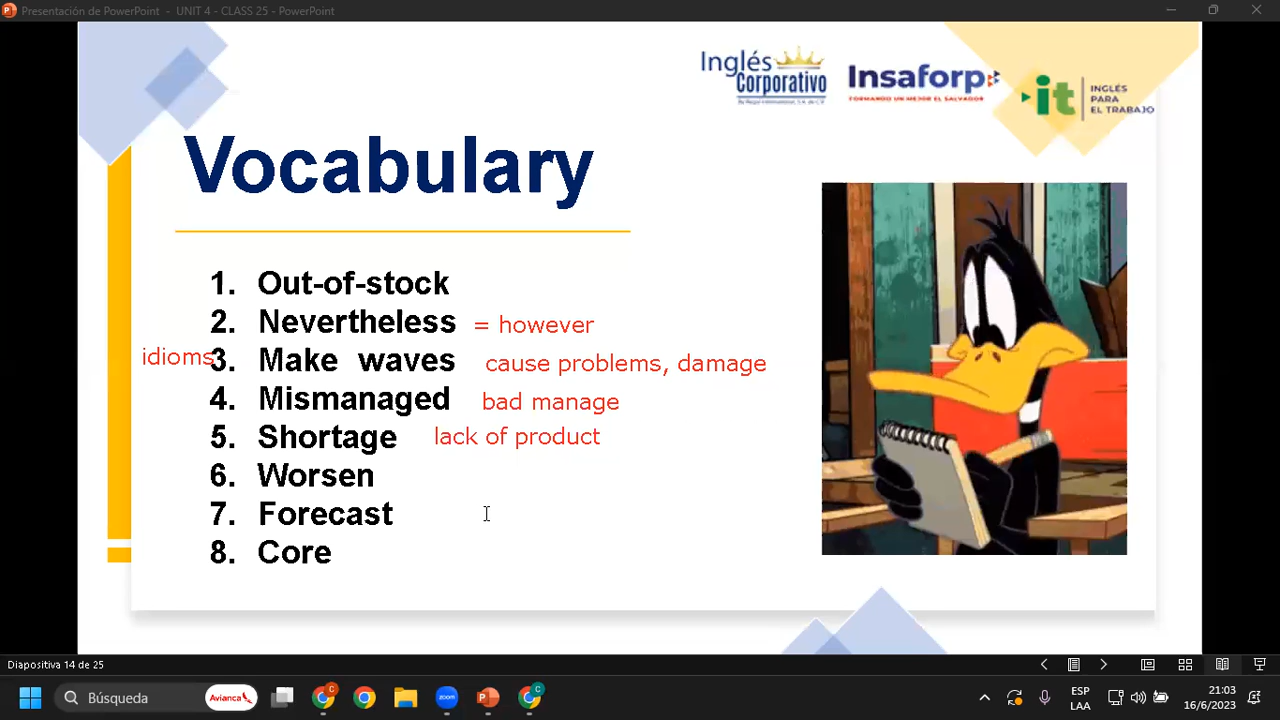 Presentación de PowerPoint - UNIT 4 - CLASS 25 - PowerPoint
Inglés
Corporativo
Insaforp
FORMANDO UN MEJOR EL SALVADOR
it
INGLÉS
PARA
EL TRABAJO
Vocabulary
1. Out-of-stock
2. Nevertheless = however
idioms 3. Make waves cause problems, damage
4. Mismanaged bad manage
5. Shortage lack of product
6. Worsen
7. Forecast
8. Core
Diapositiva 14 de 25
Búsqueda
Avianca
zoom
ESP
LAA
21:03
16/6/2023